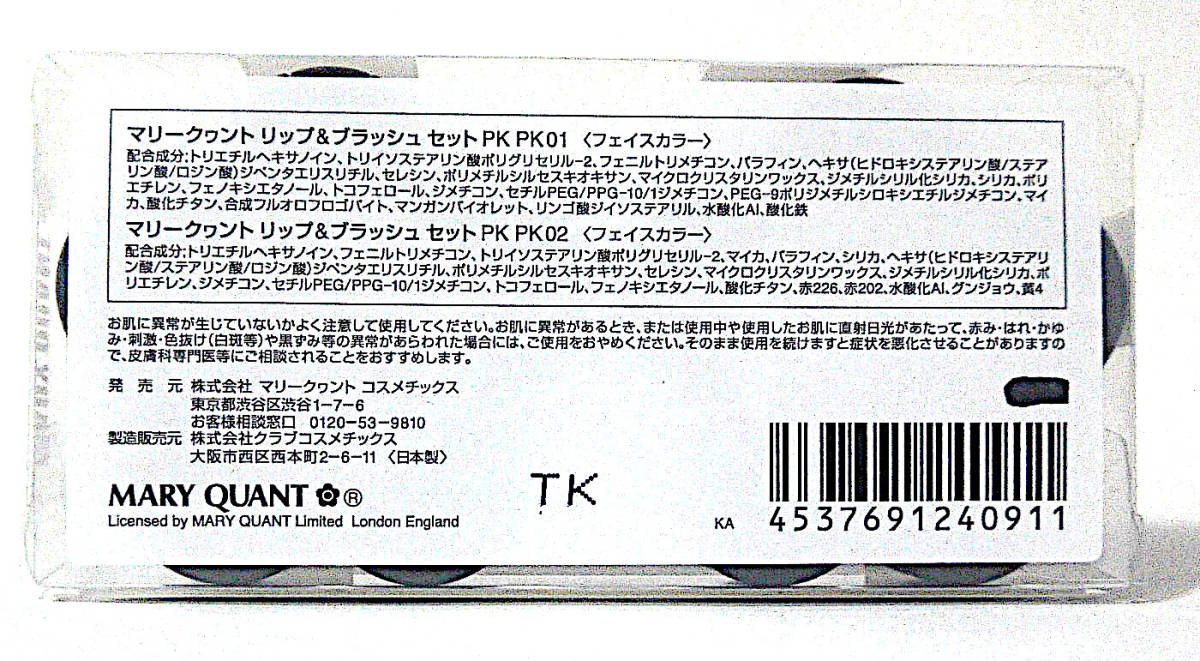 マリークヮント リップ&ブラッシュ セット PK PK01 〈フェイスカラー〉
配合成分:トリエチルヘキサノイン、トリイソステアリン酸ポリグリセリル-2、フェニルトリメチコン、パラフィン、ヘキサ(ヒドロキシステアリン酸/ステア
リン酸/ロジン酸)ジペンタエリスリチル、セレシン、ポリメチルシルセスキオキサン、マイクロクリスタリンワックス、ジメチルシリル化シリカ、シリカ、ポリ
エチレン、フェノキシエタノール、トコフェロール、ジメチコン、セチルPEG/PPG-10/1ジメチコン、PEG-9ポリジメチルシロキシエチルジメチコン、マイ
カ、酸化チタン、合成フルオロフロゴパイト、マンガンバイオレット、リンゴ酸ジイソステアリル、水酸化Al、酸化鉄
マリークヮント リップ&ブラッシュ セット PK PK02 〈フェイスカラー〉
配合成分:トリエチルヘキサノイン、フェニルトリメチコン、トリイソステアリン酸ポリグリセリル-2、マイカ、パラフィン、シリカ、ヘキサ(ヒドロキシステアリ
ン酸/ステアリン酸/ロジン酸)ジペンタエリスリチル、ポリメチルシルセスキオキサン、セレシン、マイクロクリスタリンワックス、ジメチルシリル化シリカ、ポ
リエチレン、ジメチコン、セチルPEG/PPG-10/1ジメチコン、トコフェロール、フェノキシエタノール、酸化チタン、赤226、赤202、水酸化Al、グンジョウ、黄4
お肌に異常が生じていないかよく注意して使用してください。お肌に異常があるとき、または使用中や使用したお肌に直射日光があたって、赤み・はれ・かゆ
み・刺激・色抜け(白斑等)や黒ずみ等の異常があらわれた場合には、ご使用をおやめください。そのまま使用を続けますと症状を悪化させることがありますの
で、皮膚科専門医等にご相談されることをおすすめします。
発売元 株式会社 マリークヮント コスメチックス
東京都渋谷区渋谷1-7-6
お客様相談窓口 0120-53-9810
製造販売元 株式会社クラブコスメチックス
大阪市西区西本町2-6-11 〈日本製〉
MARY QUANT ®
Licensed by MARY QUANT Limited London England
TK
KA
4537691240911